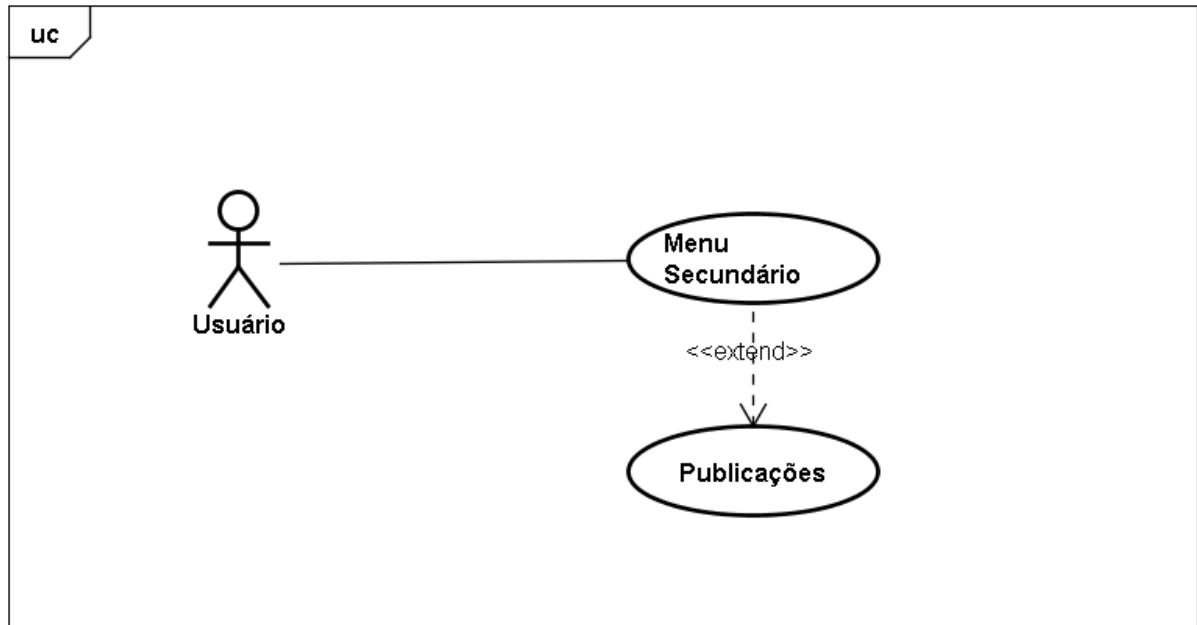 uc
Menu
Secundário
Usuário
<<extend>>
Publicações